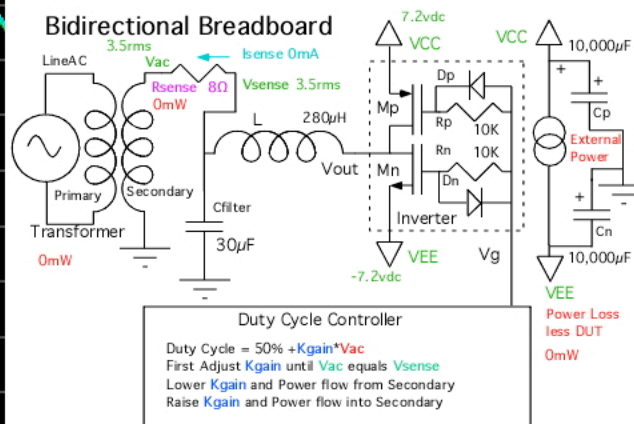 Bidirectional Breadboard
7.2vdc
3.5rms
Vac
Isense 0mA
VCC
VCC
10,000µF
LineAC
Rsense 8Ω
0mW
Vsense 3.5rms
Dp
+
+
Cp
L
280µH
Mp
Rp
10K
External
Power
Rn
10K
Vout
Mn
Dn
+
Primary
Secondary
Cfilter
30µF
Inverter
Cn
Transformer
0mW
VEE
Vg
10,000µF
-7.2vdc
VEE
Power Loss
less DUT
0mW
Duty Cycle Controller
Duty Cycle = 50% +Kgain*Vac
First Adjust Kgain until Vac equals Vsense
Lower Kgain and Power flow from Secondary
Raise Kgain and Power flow into Secondary